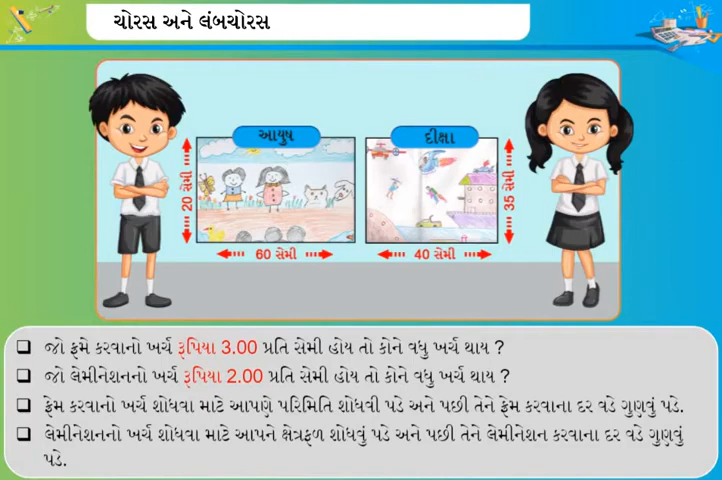 ચોરસ અને લંબચોરસ
આયુષ
દીક્ષા
20 સેમી
35 સેમી
60 સેમી
40 સેમી
જો ફ્રમે કરવાનો ખર્ચ રૂપિયા 3.00 પ્રતિ સેમી હોય તો કોને વધુ ખર્ચ થાય ?
જો લેમીનેશનનો ખર્ચ રૂપિયા 2.00 પ્રતિ સેમી હોય તો કોને વધુ ખર્ચ થાય ?
ફ્રેમ કરવાનો ખર્ચ શોધવા માટે આપણે પરિમિતિ શોધવી પડે અને પછી તેને ફ્રેમ કરવાના દર વડે ગુણવું પડે.
લેમીનેશનનો ખર્ચ શોધવા માટે આપને ક્ષેત્રફળ શોધવું પડે અને પછી તેને લેમીનેશન કરવાના દર વડે ગુણવું
પડે.